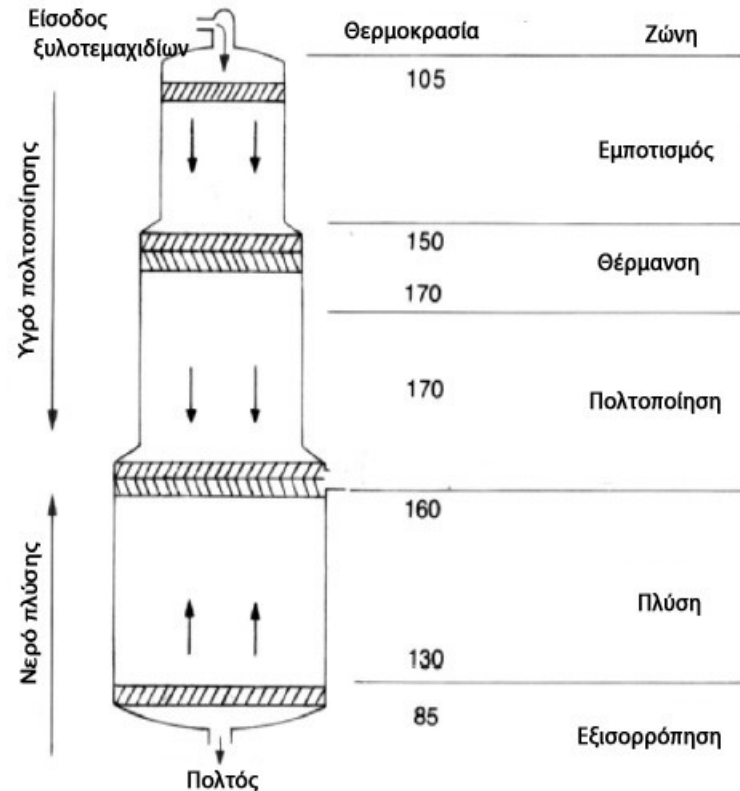 Είσοδος
ξυλοτεμαχιδίων
Θερμοκρασία
Ζώνη
105
Εμποτισμός
150
Θέρμανση
170
Υγρό πολτοποίησης
170
Πολτοποίηση
160
Νερό πλύσης
Πλύση
130
85
Εξισορρόπηση
Πολτός